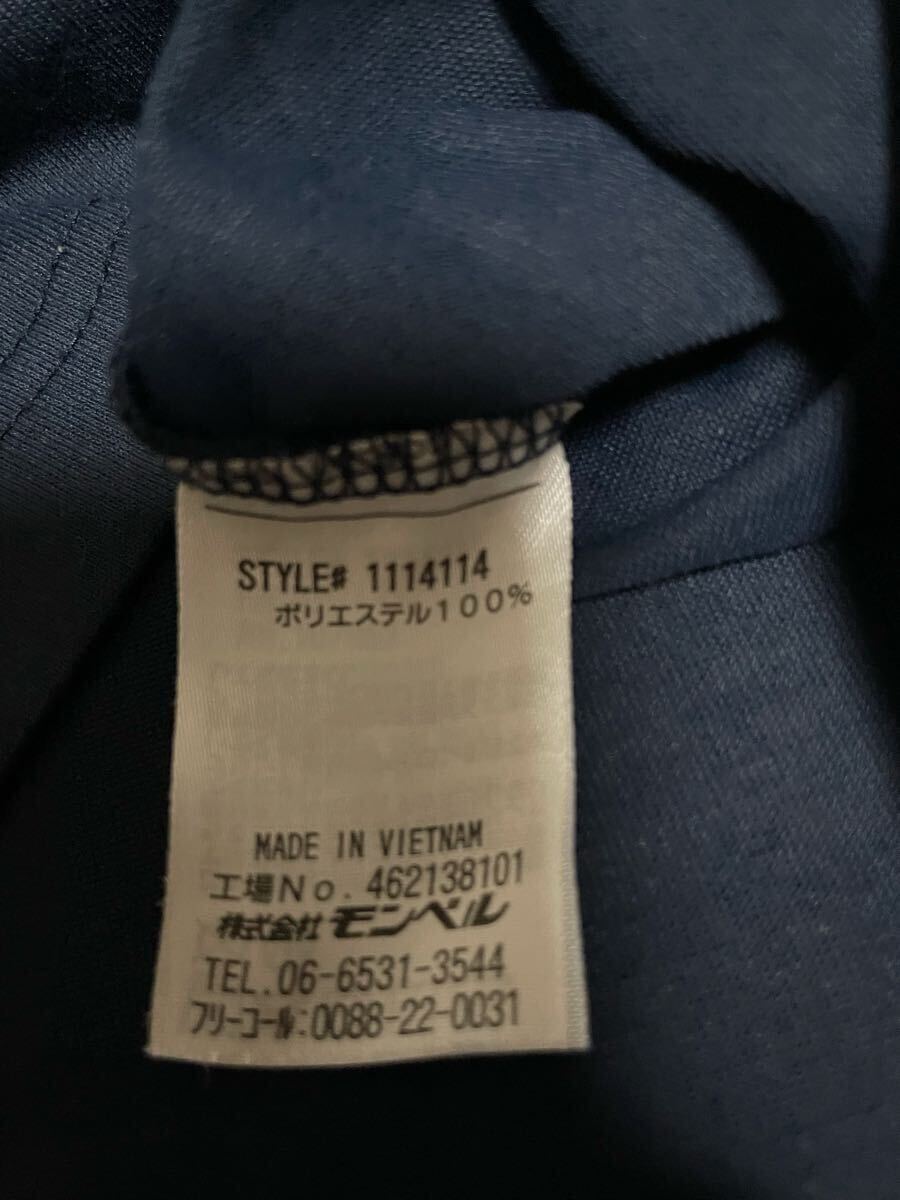 STYLE# 1114114
ポリエステル100%
MADE IN VIETNAM
工場No. 462138101
株式会社モンベル
TEL.06-6531-3544
フリーコール:0088-22-0031